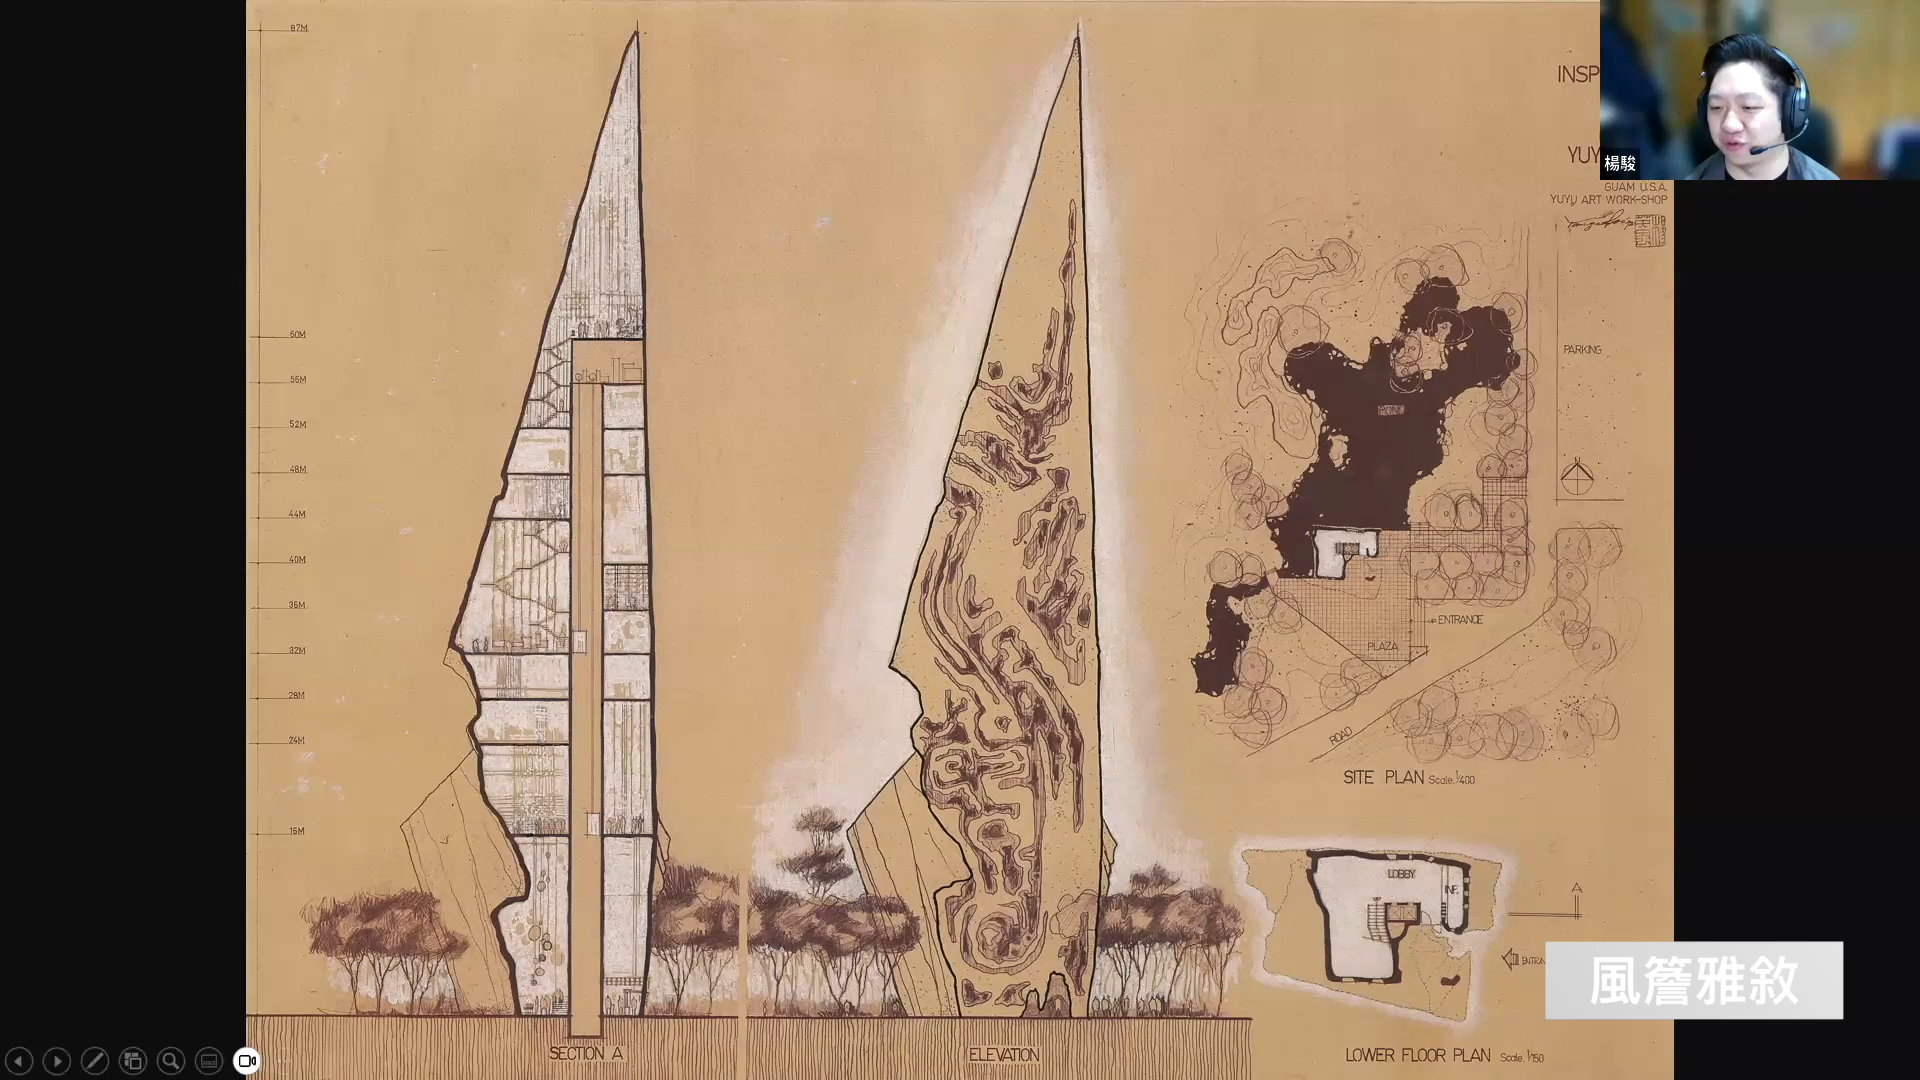 87M
60M
56M
52M
48M
44M
40M
36M
32M
28M
24M
16M
SECTION A
ELEVATION
INSP
YUY
楊駿
GUAM U.S.A.
YUYU ART WORK-SHOP
PARKING
POND
N
ENTRANCE
PLAZA
ROAD
SITE PLAN Scale. 1/400
LOBBY
INF.
A
風簷雅敘
LOWER FLOOR PLAN Scale. 1/150